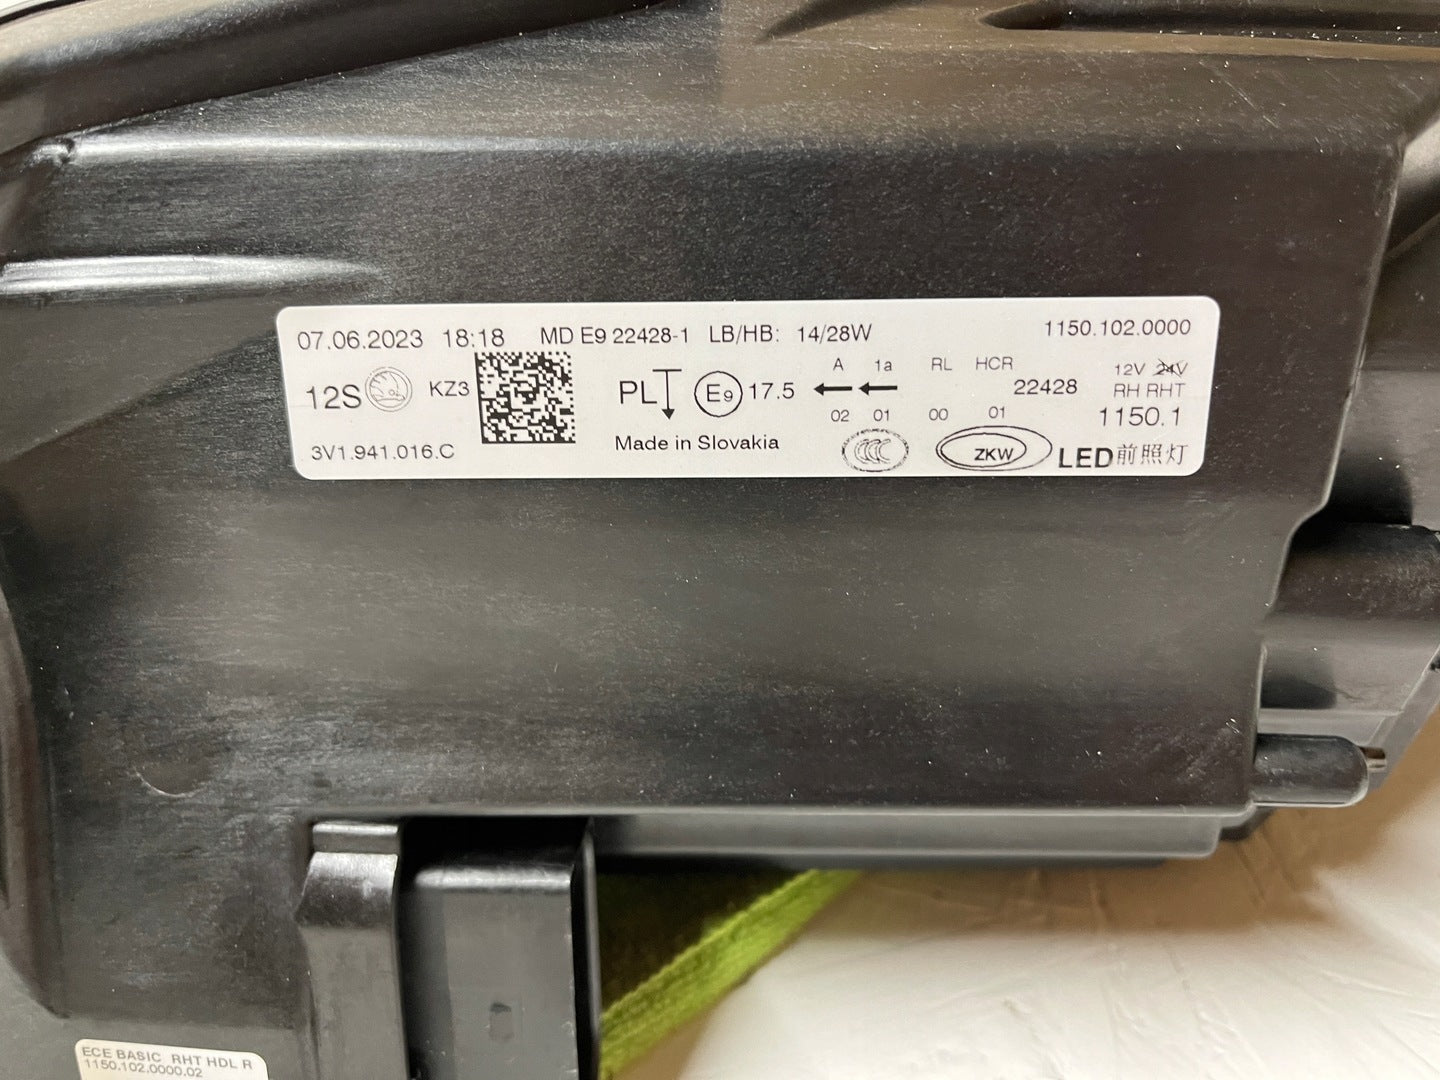 07.06.2023 18:18 MD E9 22428-1 LB/HB: 14/28W 1150.102.0000
A 1a RL HCR 12V 24V
12S KZ3 PL E9 17.5 22428 RH RHT
02 01 00 01 1150.1
3V1.941.016.C Made in Slovakia CCC ZKW LED前照灯
ECE BASIC RHT HDL R
1150.102.0000.02